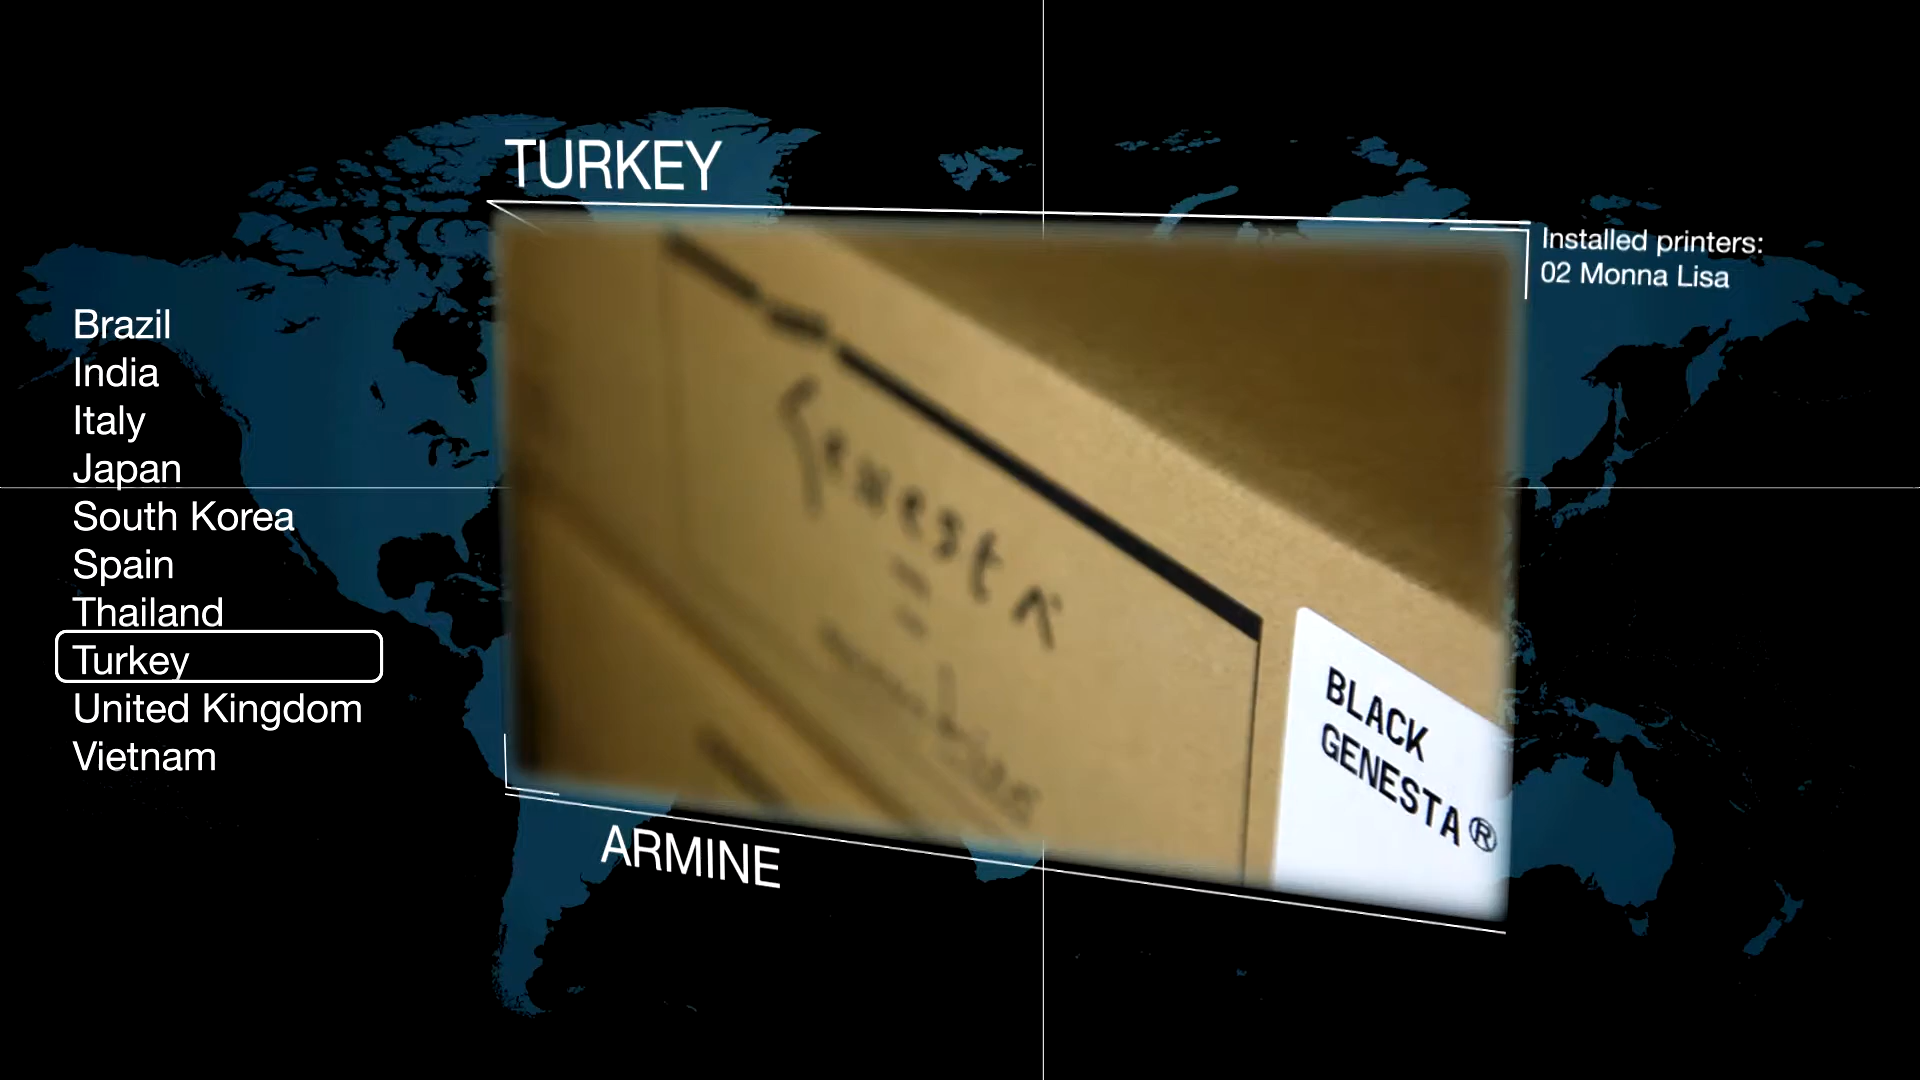 TURKEY
Installed printers:
02 Monna Lisa
Brazil
India
Italy
Japan
South Korea
Spain
Thailand
Turkey
United Kingdom
Vietnam
Genesta
BLACK
GENESTA®
ARMINE